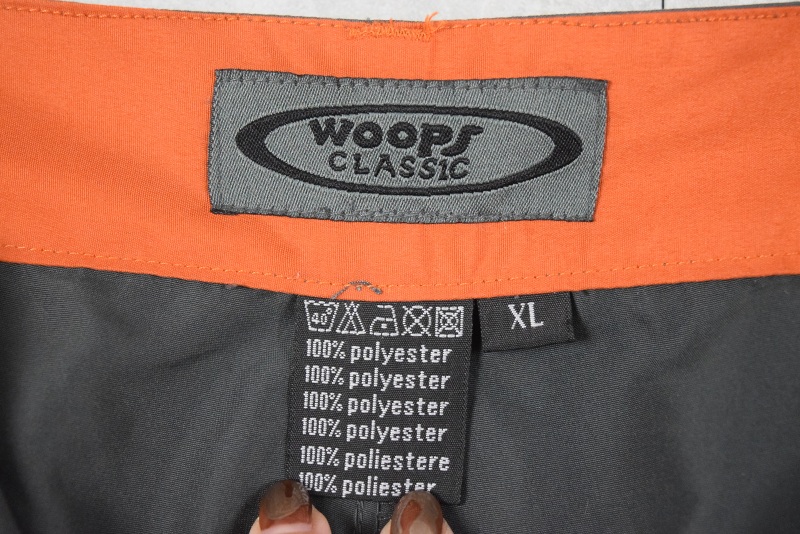 WOOPS
CLASSIC
40°
XL
100% polyester
100% polyester
100% polyester
100% polyester
100% poliestere
100% poliester